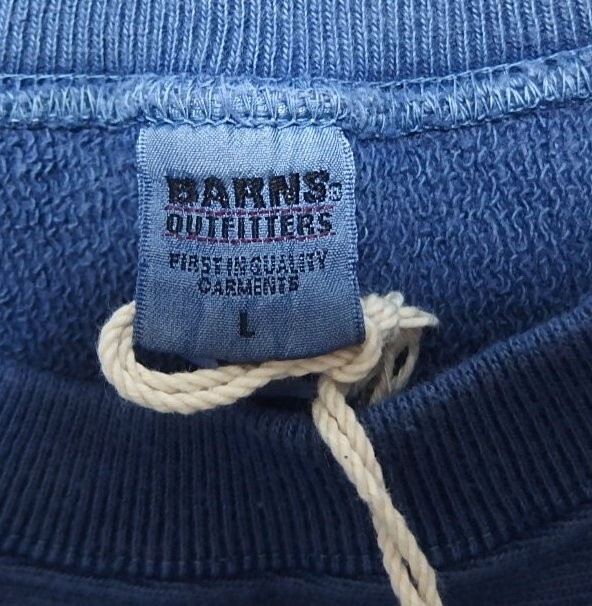 BARNS®
OUTFITTERS
FIRST IN QUALITY
GARMENTS
L